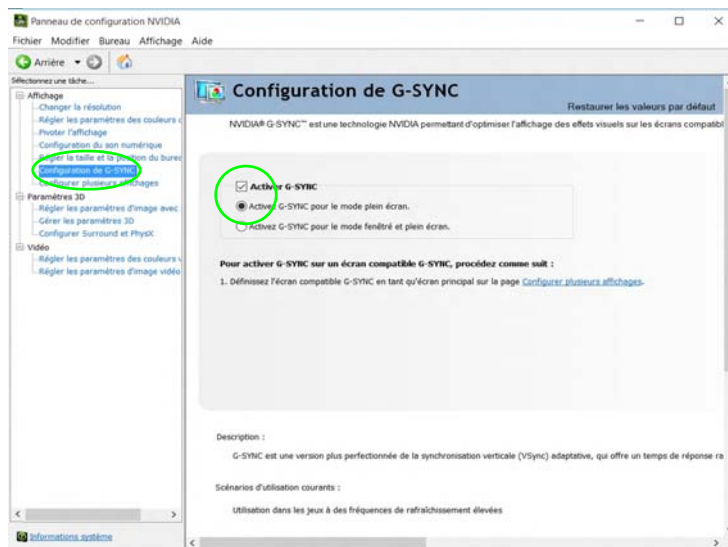 Panneau de configuration NVIDIA
Fichier Modifier Bureau Affichage Aide
Arrière
Sélectionnez une tâche...
Affichage
Changer la résolution
Régler les paramètres des couleurs d
Pivoter l'affichage
Configuration du son numérique
Régler la taille et la position du burea
Configuration de G-SYNC
Configurer plusieurs affichages
Paramètres 3D
Régler les paramètres d'image avec
Gérer les paramètres 3D
Configurer Surround et PhysX
Vidéo
Régler les paramètres des couleurs v
Régler les paramètres d'image vidéo
Informations système
Configuration de G-SYNC
Restaurer les valeurs par défaut
NVIDIA® G-SYNC™ est une technologie NVIDIA permettant d'optimiser l'affichage des effets visuels sur les écrans compatibl
Activer G-SYNC
Activez G-SYNC pour le mode plein écran.
Activez G-SYNC pour le mode fenêtré et plein écran.
Pour activer G-SYNC sur un écran compatible G-SYNC, procédez comme suit :
1. Définissez l'écran compatible G-SYNC en tant qu'écran principal sur la page Configurer plusieurs affichages.
Description :
G-SYNC est une version plus perfectionnée de la synchronisation verticale (VSync) adaptative, qui offre un temps de réponse ra
Scénarios d'utilisation courants :
Utilisation dans les jeux à des fréquences de rafraîchissement élevées